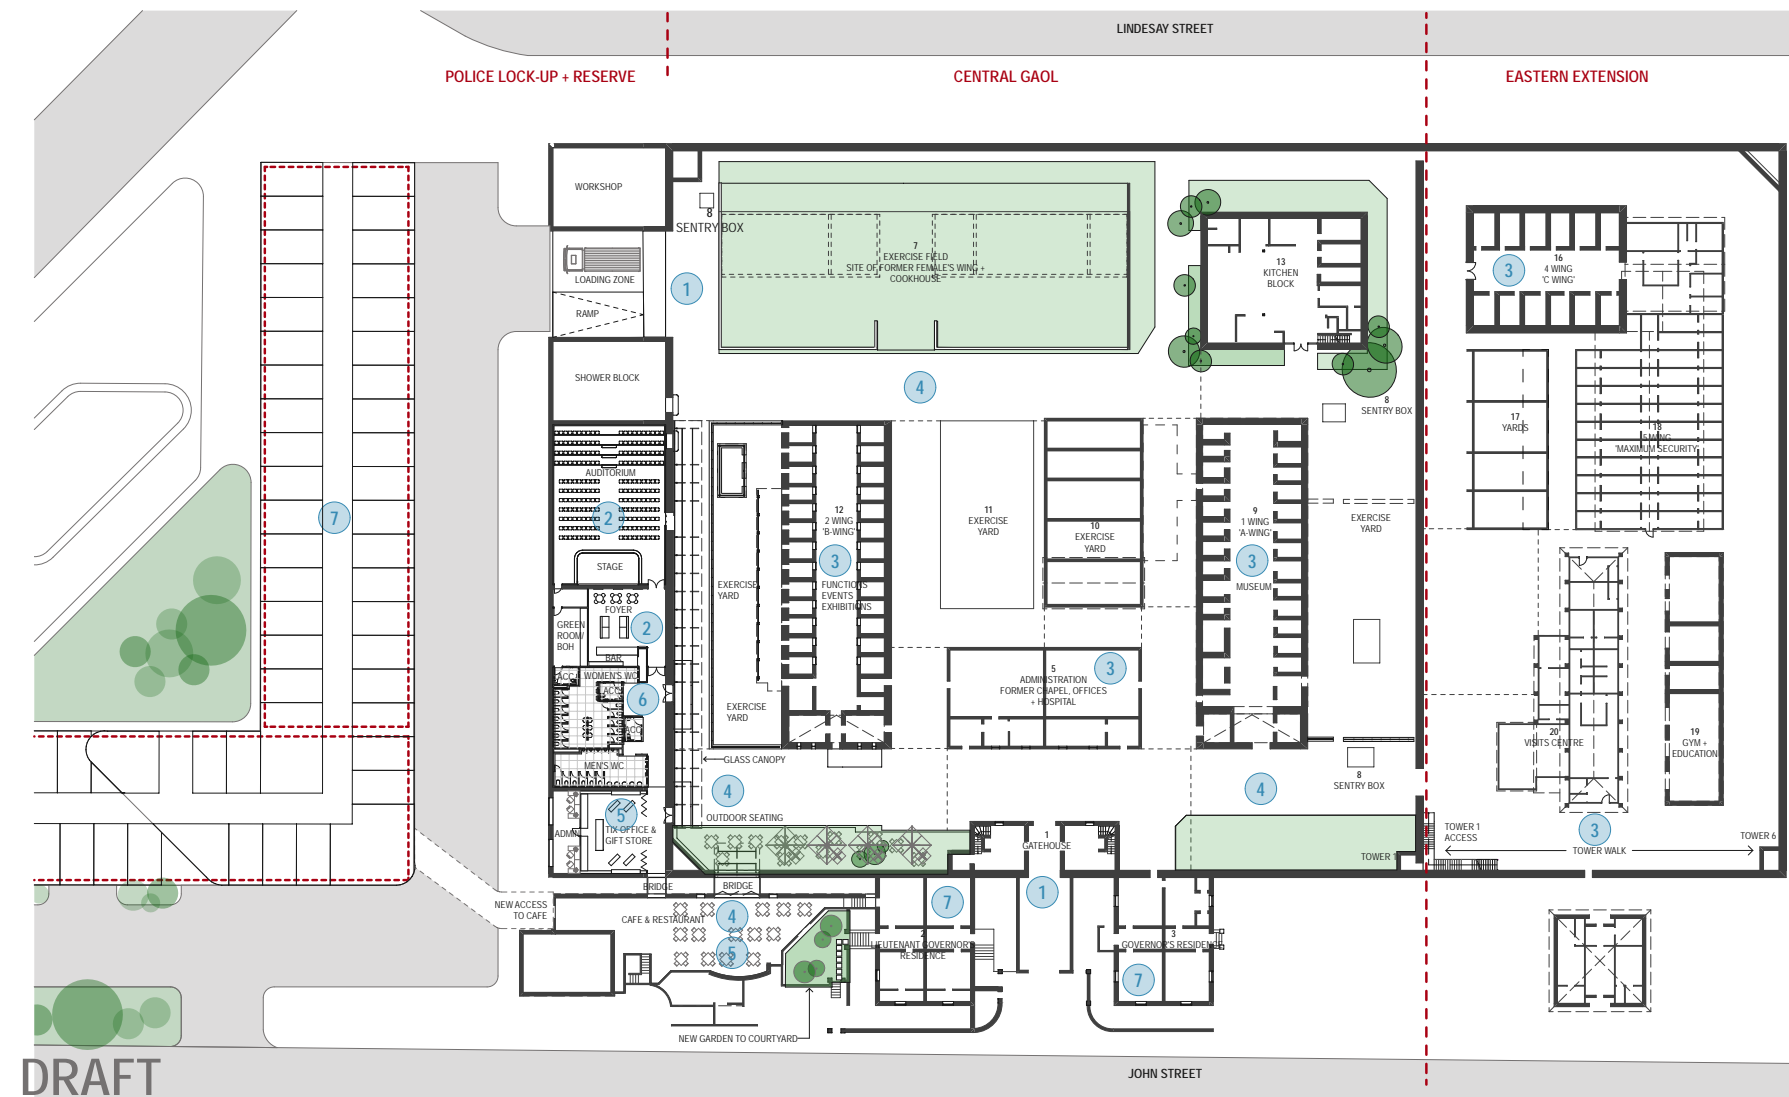 LINDESAY STREET
POLICE LOCK-UP + RESERVE
CENTRAL GAOL
EASTERN EXTENSION
WORKSHOP
8
SENTRY BOX
LOADING ZONE
RAMP
1
7
EXERCISE FIELD
SITE OF FORMER FEMALE'S WING +
COOKHOUSE
13
KITCHEN
BLOCK
3
16
4 WING
'C WING'
SHOWER BLOCK
4
8
SENTRY BOX
17
YARDS
18
5 WING
'MAXIMUM SECURITY'
AUDITORIUM
2
STAGE
7
12
2 WING
'B-WING'
3
FUNCTIONS
EVENTS
EXHIBITIONS
EXERCISE
YARD
11
EXERCISE
YARD
10
EXERCISE
YARD
9
1 WING
'A-WING'
3
MUSEUM
EXERCISE
YARD
FOYER
2
GREEN
ROOM/
BOH
BAR
ACC
WOMEN'S WC
ACC
6
ACC
MEN'S WC
EXERCISE
YARD
5
ADMINISTRATION
FORMER CHAPEL, OFFICES
+ HOSPITAL
3
GLASS CANOPY
4
OUTDOOR SEATING
4
8
SENTRY BOX
20
VISITS CENTRE
19
GYM +
EDUCATION
ADMIN
5
TIX OFFICE &
GIFT STORE
1
GATEHOUSE
TOWER 1
TOWER 1
ACCESS
3
TOWER WALK
TOWER 6
BRIDGE
BRIDGE
NEW ACCESS
TO CAFE
CAFE & RESTAURANT
4
5
7
2
LIEUTENANT GOVERNOR'S
RESIDENCE
1
3
GOVERNOR'S RESIDENCE
7
NEW GARDEN TO COURTYARD
DRAFT
JOHN STREET